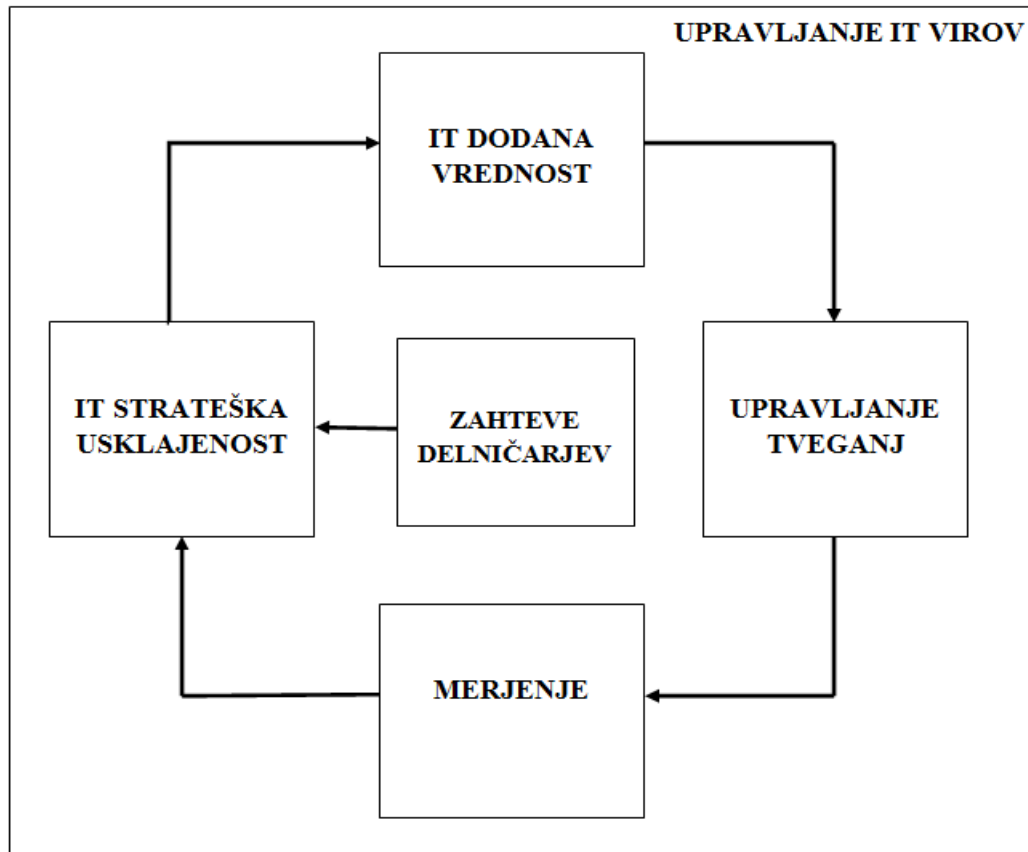 UPRAVLJANJE IT VIROV
IT DODANA
VREDNOST
IT STRATEŠKA
USKLAJENOST
ZAHTEVE
DELNIČARJEV
UPRAVLJANJE
TVEGANJ
MERJENJE